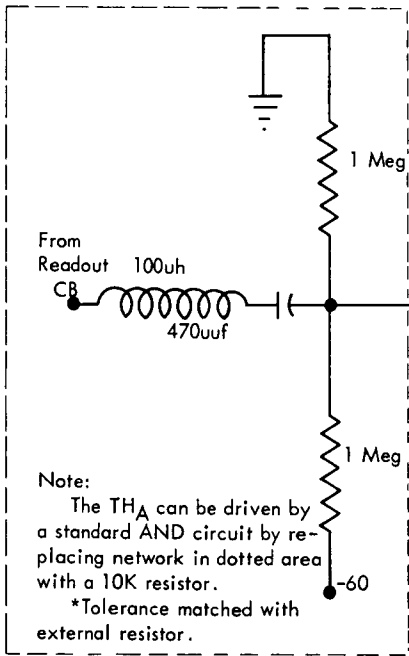 1 Meg
From
Readout 100uh
CB
470uuf
1 Meg
Note:
The THA can be driven by
a standard AND circuit by re-
placing network in dotted area
with a 10K resistor.
-60
*Tolerance matched with
external resistor.